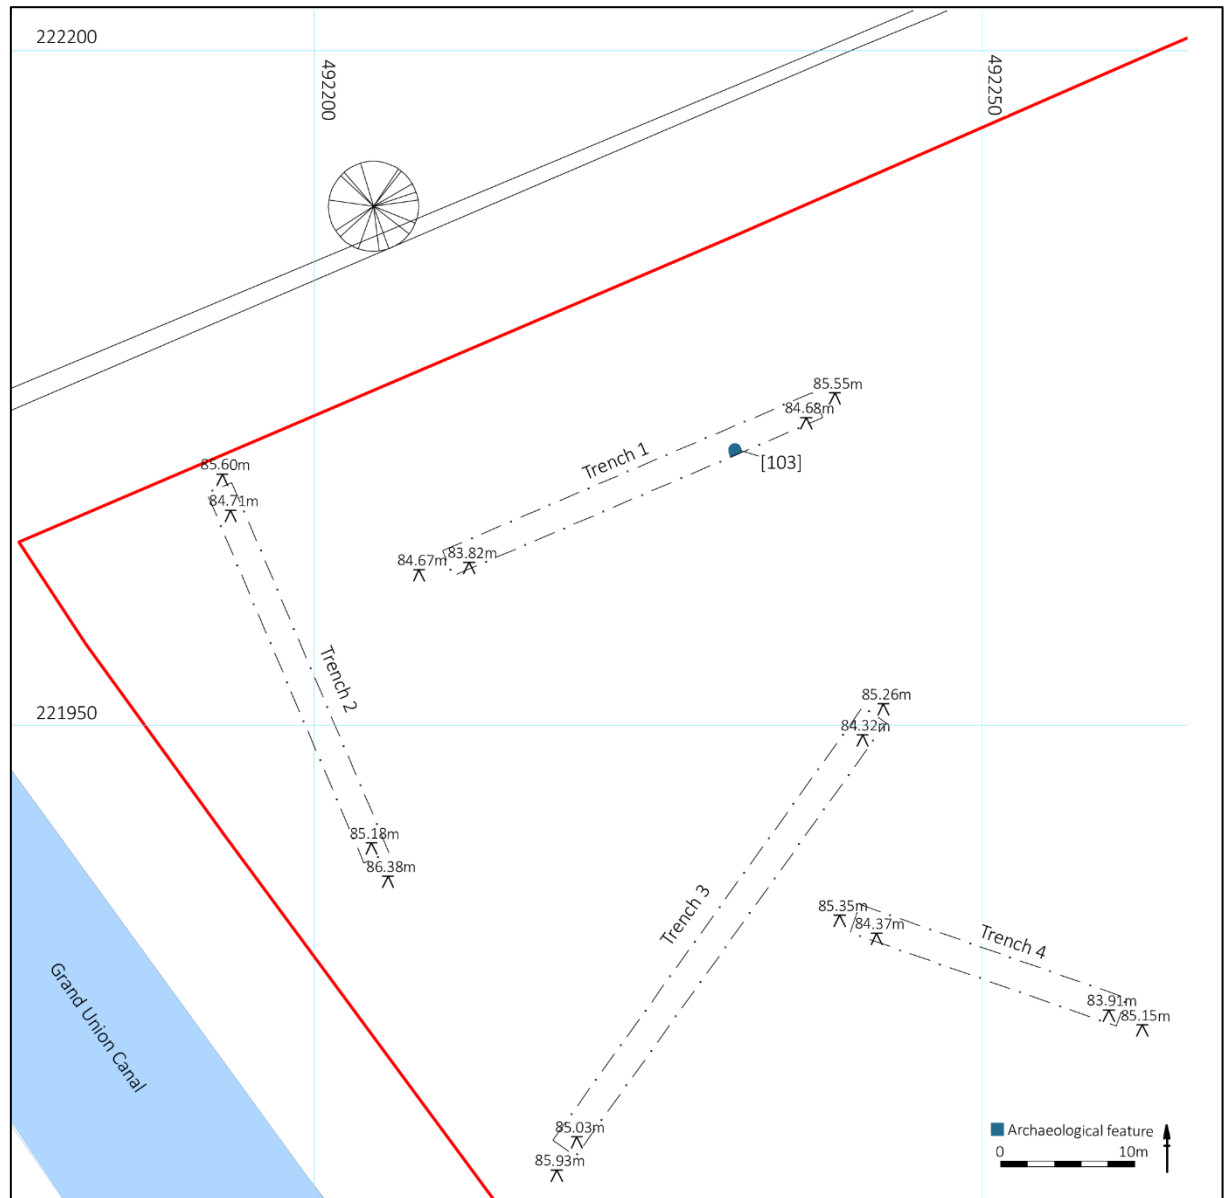 222200
492200
492250
85.55m
84.68m
Trench 1
[103]
85.60m
84.71m
84.67m
83.82m
Trench 2
221950
85.26m
84.32m
85.18m
86.38m
Trench 3
85.35m
84.37m
Trench 4
83.91m
85.15m
Grand Union Canal
85.03m
85.93m
Archaeological feature
0 10m